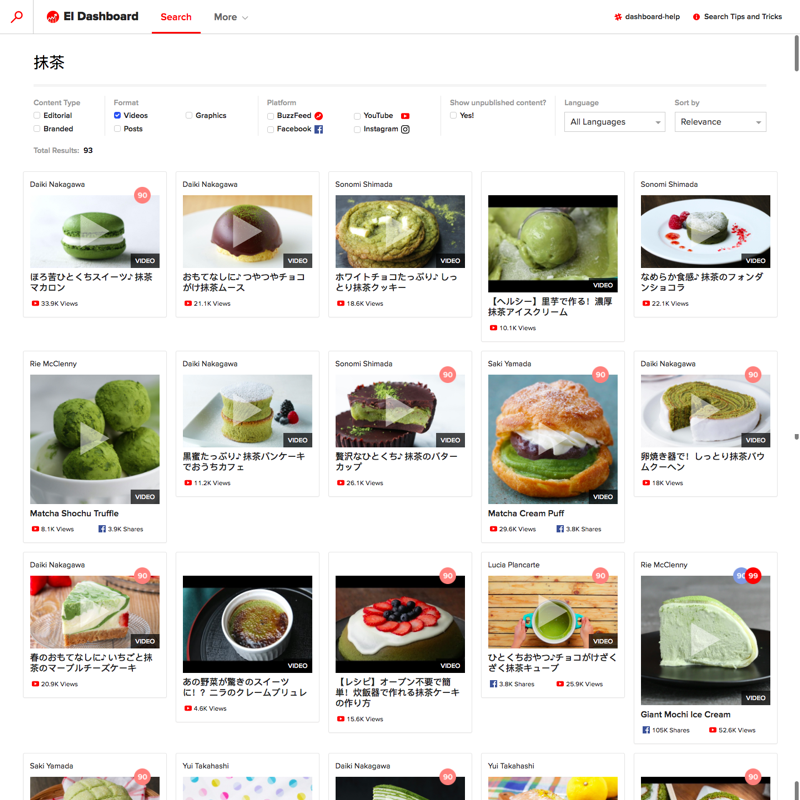 EI Dashboard
Search
More
dashboard-help
Search Tips and Tricks
抹茶
Content Type
Editorial
Branded
Format
Videos
Posts
Graphics
Platform
BuzzFeed
Facebook
YouTube
Instagram
Show unpublished content?
Yes!
Language
All Languages
Sort by
Relevance
Total Results: 93
Daiki Nakagawa
90
VIDEO
ほろ苦ひとくちスイーツ♪ 抹茶
マカロン
33.9K Views
Daiki Nakagawa
VIDEO
おもてなしに♪ つやつやチョコ
がけ抹茶ムース
21.1K Views
Sonomi Shimada
VIDEO
ホワイトチョコたっぷり♪ しっ
とり抹茶クッキー
18.6K Views
VIDEO
【ヘルシー】里芋で作る！濃厚
抹茶アイスクリーム
10.1K Views
Sonomi Shimada
VIDEO
なめらか食感♪ 抹茶のフォンダ
ンショコラ
22.1K Views
Rie McClenny
VIDEO
Matcha Shochu Truffle
8.1K Views
3.9K Shares
Daiki Nakagawa
VIDEO
黒蜜たっぷり♪ 抹茶パンケーキ
でおうちカフェ
11.2K Views
Sonomi Shimada
90
VIDEO
贅沢なひとくち♪ 抹茶のバター
カップ
26.1K Views
Saki Yamada
90
VIDEO
Matcha Cream Puff
29.6K Views
3.8K Shares
Daiki Nakagawa
90
VIDEO
卵焼き器で！しっとり抹茶バウ
ムクーヘン
18K Views
Daiki Nakagawa
90
VIDEO
春のおもてなしに♪ いちごと抹
茶のマーブルチーズケーキ
20.9K Views
VIDEO
あの野菜が驚きのスイーツ
に！？ニラのクレームブリュレ
4.6K Views
90
VIDEO
【レシピ】オーブン不要で簡
単！炊飯器で作れる抹茶ケーキ
の作り方
15.6K Views
Lucia Plancarte
90
VIDEO
ひとくちおやつ♪チョコがけざく
ざく抹茶キューブ
3.8K Shares
25.9K Views
Rie McClenny
90
99
VIDEO
Giant Mochi Ice Cream
105K Shares
52.6K Views
Saki Yamada
90
Yui Takahashi
Daiki Nakagawa
90
Yui Takahashi
90